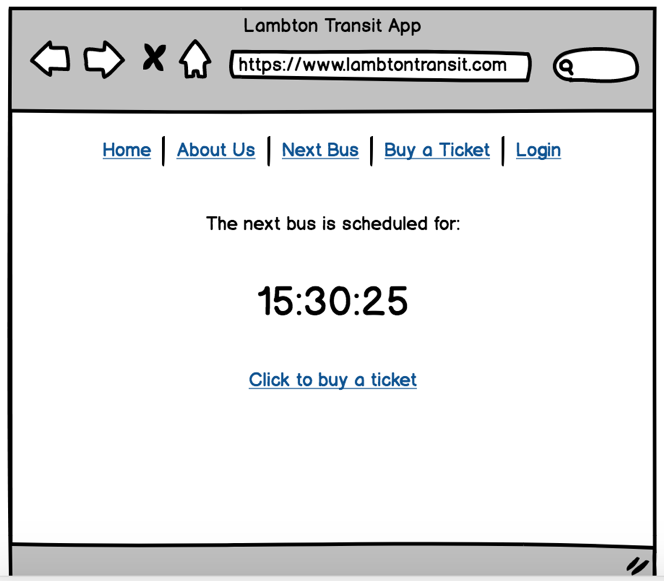 Lambton Transit App
https://www.lambtontransit.com
Home | About Us | Next Bus | Buy a Ticket | Login
The next bus is scheduled for:
15:30:25
Click to buy a ticket